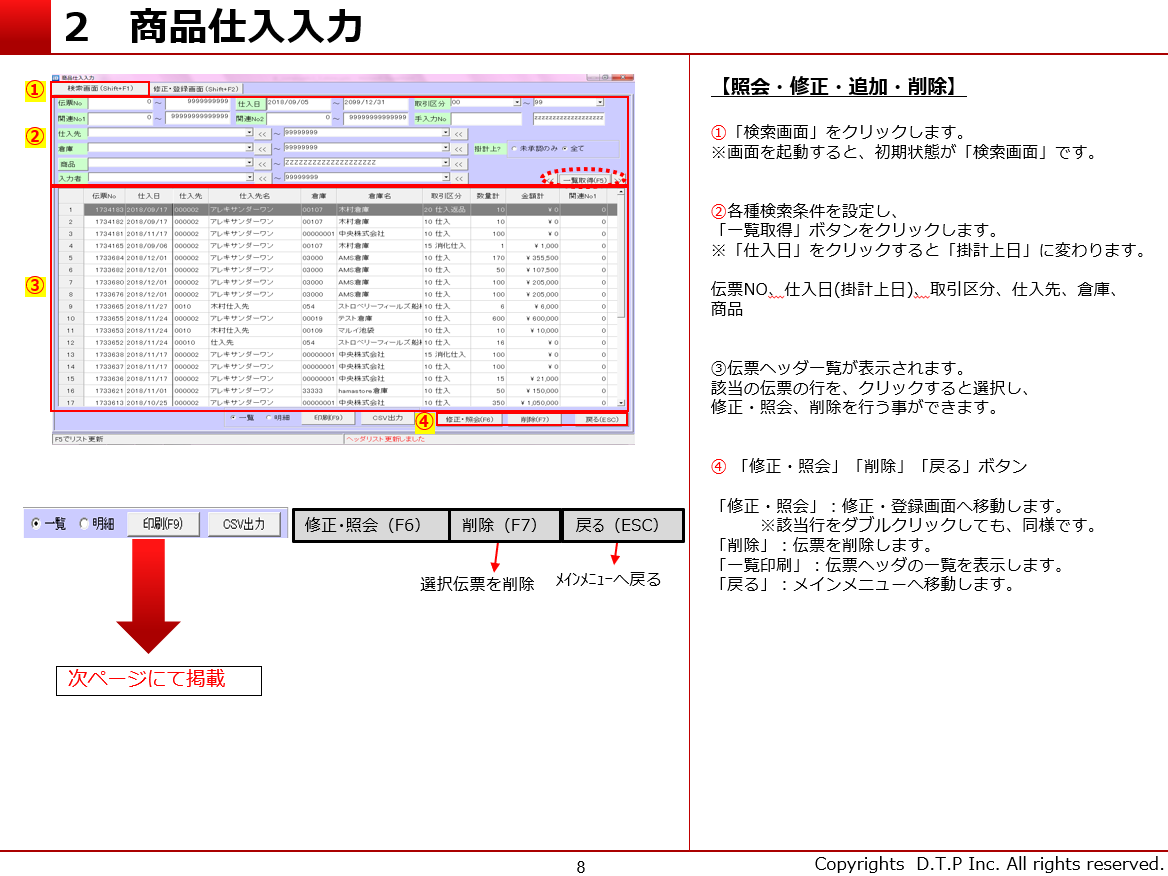 2　商品仕入入力
商品仕入入力
① 検索画面(Shift+F1) 修正・登録画面(Shift+F2)
伝票No 0 ～ 9999999999 仕入日 2018/09/05 ～ 2099/12/31 取引区分 00 ～ 99
関連No1 0 ～ 9999999999999 関連No2 0 ～ 9999999999999 手入力No ZZZZZZZZZZZZZZZZZZZ
②
仕入先 << ～ 99999999 <<
倉庫 << ～ 99999999 << 掛計上? 未承認のみ 全て
商品 << ～ ZZZZZZZZZZZZZZZZZZZZ <<
入力者 << ～ 99999999 << 一覧取得(F5)
伝票No 仕入日 仕入先 仕入先名 倉庫 倉庫名 取引区分 数量計 金額計 関連No1
1 1734183 2018/09/17 000002 アレキサンダーワン 00107 木村倉庫 20 仕入返品 10 ¥ 0 0
2 1734182 2018/09/17 000002 アレキサンダーワン 00107 木村倉庫 10 仕入 10 ¥ 0 0
3 1734181 2018/11/17 000002 アレキサンダーワン 00000001 中央株式会社 10 仕入 100 ¥ 0 0
4 1734165 2018/09/06 000002 アレキサンダーワン 00107 木村倉庫 15 消化仕入 1 ¥ 1,000 0
5 1733684 2018/12/01 000002 アレキサンダーワン 03000 AMS倉庫 10 仕入 170 ¥ 355,500 0
6 1733682 2018/12/01 000002 アレキサンダーワン 03000 AMS倉庫 10 仕入 50 ¥ 107,500 0
③
7 1733680 2018/12/01 000002 アレキサンダーワン 03000 AMS倉庫 10 仕入 100 ¥ 205,000 0
8 1733676 2018/12/01 000002 アレキサンダーワン 03000 AMS倉庫 10 仕入 100 ¥ 205,000 0
9 1733665 2018/11/27 0010 木村仕入先 054 ストロベリーフィールズ船 10 仕入 6 ¥ 6,000 0
10 1733655 2018/11/24 000002 アレキサンダーワン 00019 テスト倉庫 10 仕入 600 ¥ 600,000 0
11 1733653 2018/11/24 0010 木村仕入先 00109 マルイ池袋 10 仕入 10 ¥ 10,000 0
12 1733652 2018/11/24 00010 仕入先 054 ストロベリーフィールズ船 10 仕入 16 ¥ 0 0
13 1733638 2018/11/17 000002 アレキサンダーワン 00000001 中央株式会社 15 消化仕入 100 ¥ 0 0
14 1733637 2018/11/17 000002 アレキサンダーワン 00000001 中央株式会社 10 仕入 100 ¥ 0 0
15 1733636 2018/11/17 000002 アレキサンダーワン 00000001 中央株式会社 10 仕入 15 ¥ 21,000 0
16 1733621 2018/11/01 000002 アレキサンダーワン 33333 hamastore倉庫 10 仕入 50 ¥ 150,000 0
17 1733613 2018/10/25 000002 アレキサンダーワン 00000001 中央株式会社 10 仕入 350 ¥ 1,050,000 0
一覧 明細 印刷(F9) CSV出力 ④ 修正・照会(F6) 削除(F7) 戻る(ESC)
F5でリスト更新 ヘッダリスト更新しました
一覧 明細 印刷(F9) CSV出力 修正・照会（F6） 削除（F7） 戻る（ESC）
選択伝票を削除 ﾒｲﾝﾒﾆｭｰへ戻る
次ページにて掲載
【照会・修正・追加・削除】
①「検索画面」をクリックします。
※画面を起動すると、初期状態が「検索画面」です。
②各種検索条件を設定し、
「一覧取得」ボタンをクリックします。
※「仕入日」をクリックすると「掛計上日」に変わります。
伝票NO、仕入日(掛計上日)、取引区分、仕入先、倉庫、
商品
③伝票ヘッダ一覧が表示されます。
該当の伝票の行を、クリックすると選択し、
修正・照会、削除を行う事ができます。
④ 「修正・照会」「削除」「戻る」ボタン
「修正・照会」：修正・登録画面へ移動します。
※該当行をダブルクリックしても、同様です。
「削除」：伝票を削除します。
「一覧印刷」：伝票ヘッダの一覧を表示します。
「戻る」：メインメニューへ移動します。
8
Copyrights D.T.P Inc. All rights reserved.